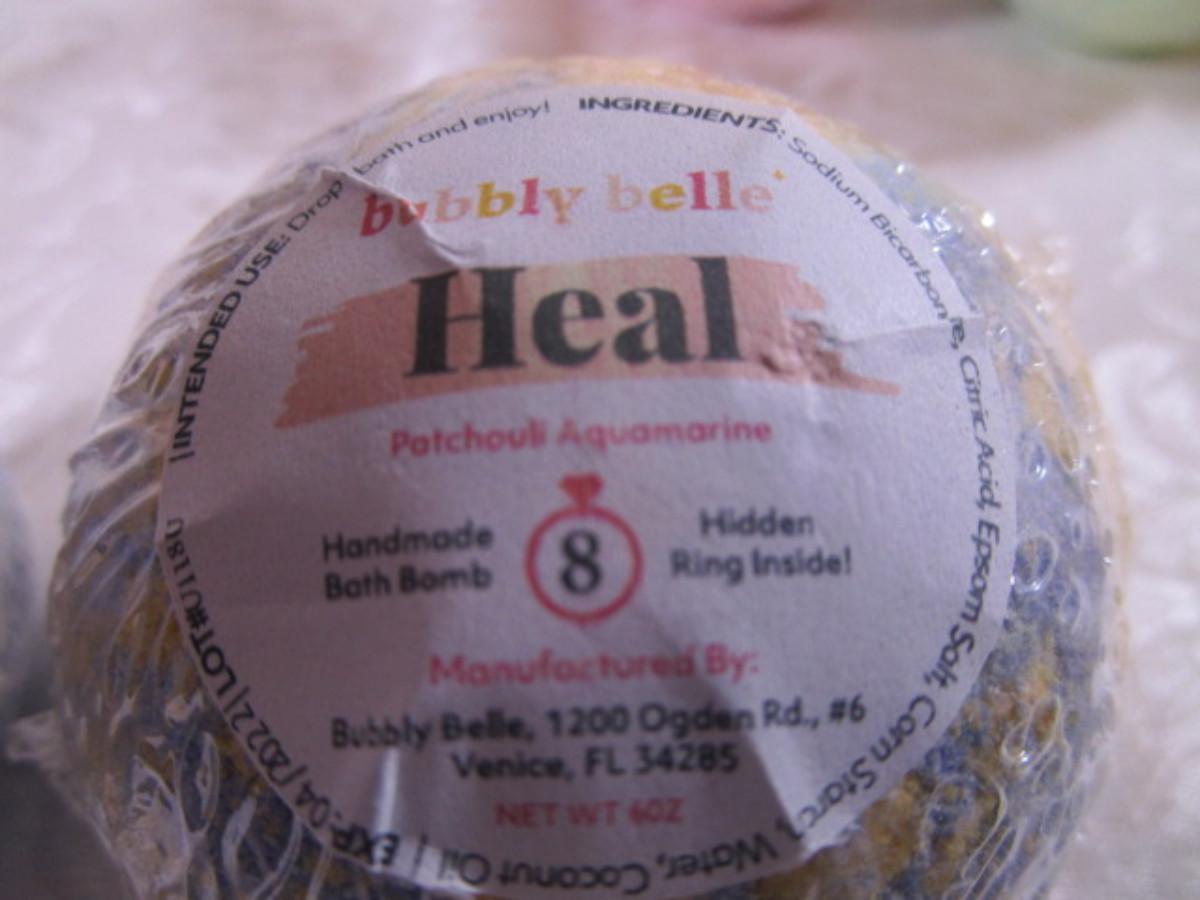 bubbly belle
Heal
Patchouli Aquamarine
Handmade
Bath Bomb
8
Hidden
Ring Inside!
Manufactured By:
Bubbly Belle, 1200 Ogden Rd., #6
Venice, FL 34285
NET WT 6OZ
|INTENDED USE: Drop bath and enjoy! INGREDIENTS: Sodium Bicarbonate, Citric Acid, Epsom Salt, Corn Starch, Water, Coconut Oil | EXP: 04/2022| LOT#